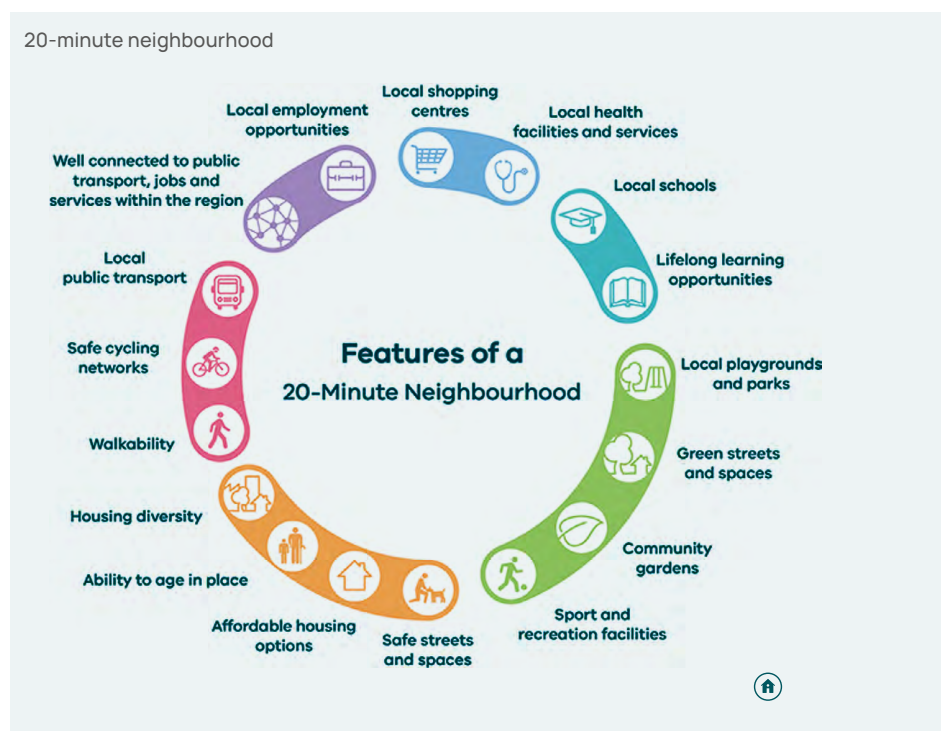 20-minute neighbourhood
Local shopping
centres
Local health
facilities and services
Local schools
Lifelong learning
opportunities
Local playgrounds
and parks
Green streets
and spaces
Community
gardens
Sport and
recreation facilities
Safe streets
and spaces
Affordable housing
options
Ability to age in place
Housing diversity
Walkability
Safe cycling
networks
Local
public transport
Well connected to public
transport, jobs and
services within the region
Local employment
opportunities
Features of a
20-Minute Neighbourhood